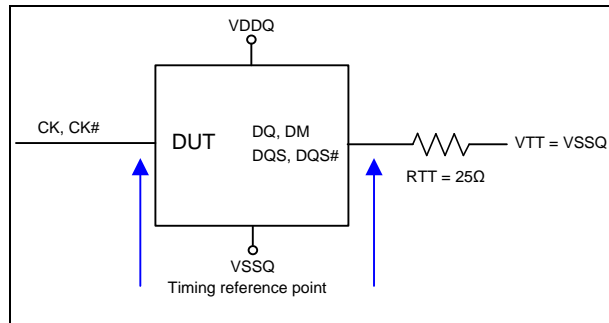 VDDQ
CK, CK#
DUT
DQ, DM
DQS, DQS#
VTT = VSSQ
RTT = 25Ω
VSSQ
Timing reference point